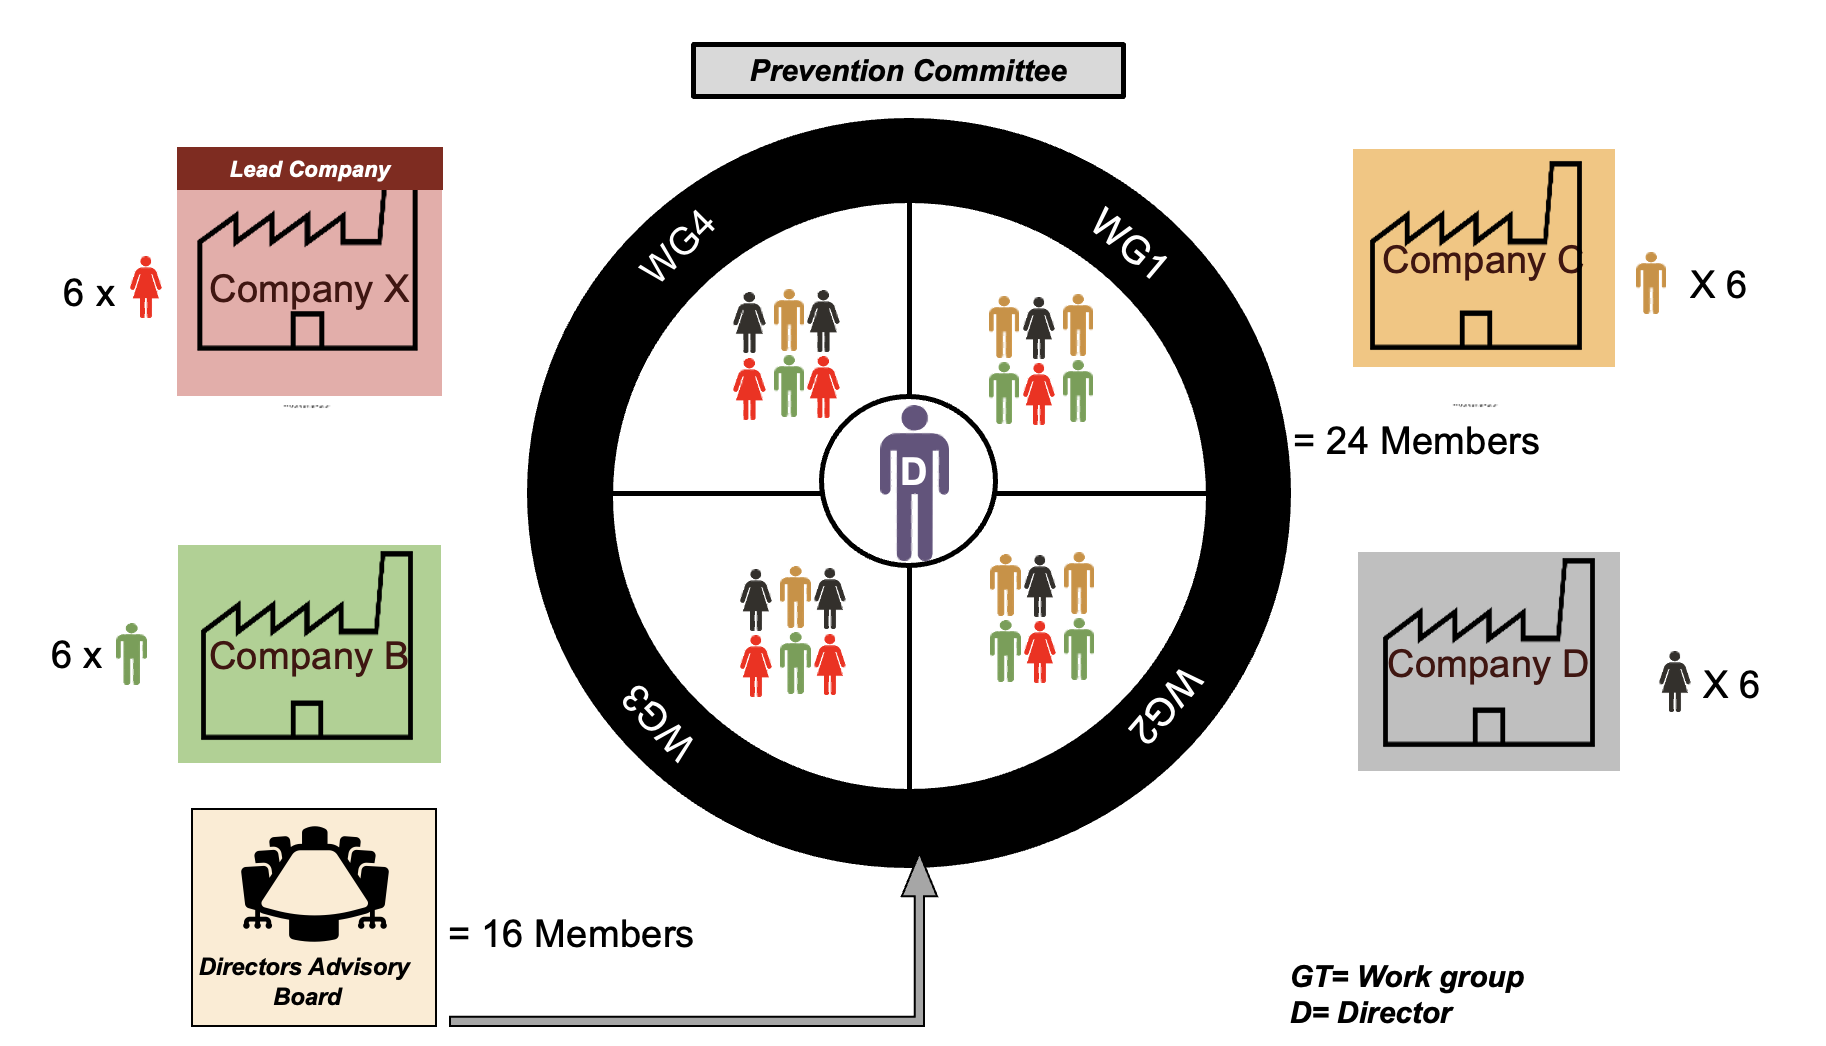 Prevention Committee
Lead Company
Company X
6 x
WG4
WG1
Company C
X 6
D
= 24 Members
Company B
6 x
WG3
WG2
Company D
X 6
Directors Advisory
Board
= 16 Members
GT= Work group
D= Director